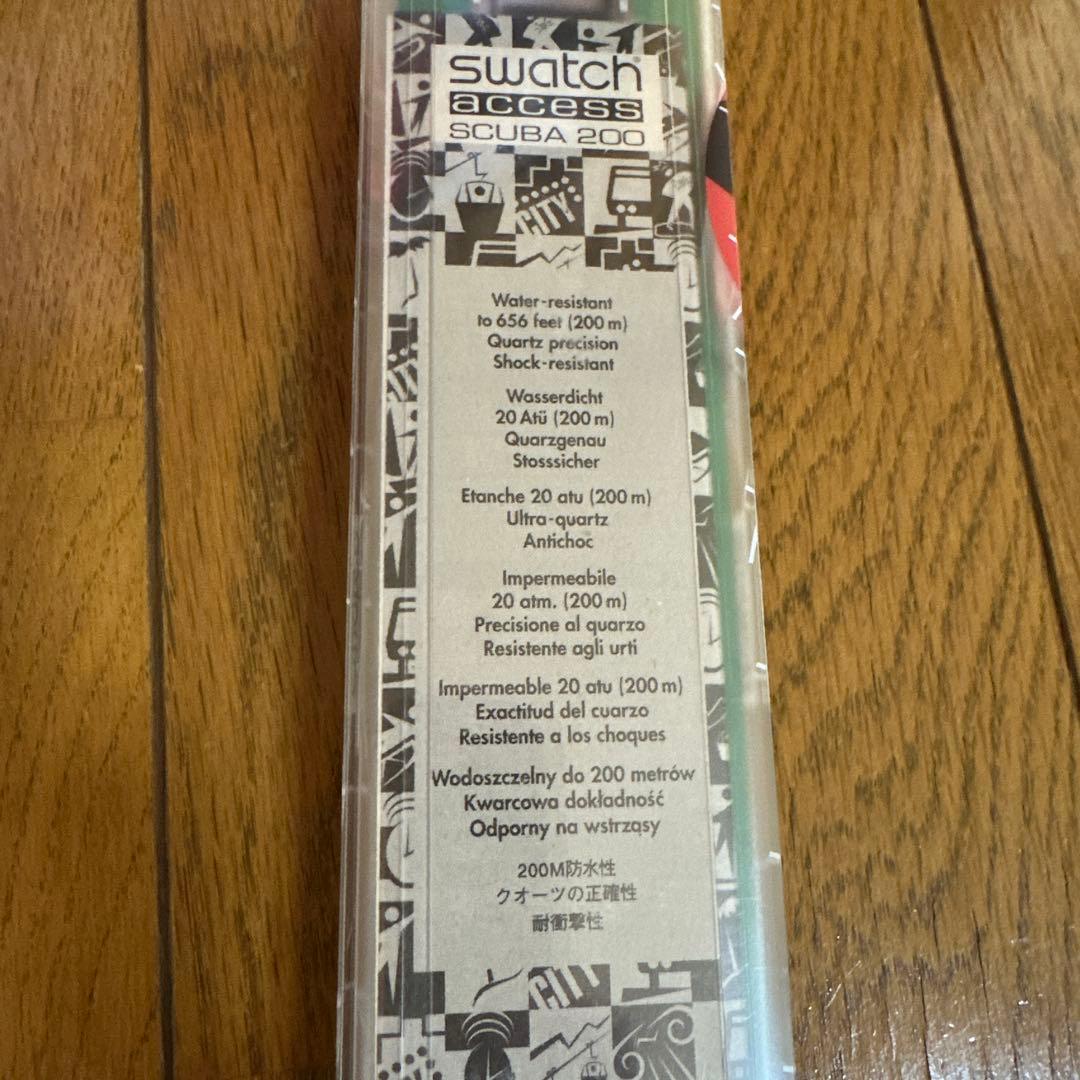 swatch
access
SCUBA 200
CITY
Water-resistant
to 656 feet (200 m)
Quartz precision
Shock-resistant
Wasserdicht
20 Atü (200 m)
Quarzgenau
Stosssicher
Etanche 20 atu (200 m)
Ultra-quartz
Antichoc
Impermeabile
20 atm. (200 m)
Precisione al quarzo
Resistente agli urti
Impermeable 20 atu (200 m)
Exactitud del cuarzo
Resistente a los choques
Wodoszczelny do 200 metrów
Kwarcowa dokładność
Odporny na wstrząsy
200M防水性
クオーツの正確性
耐衝撃性
CITY